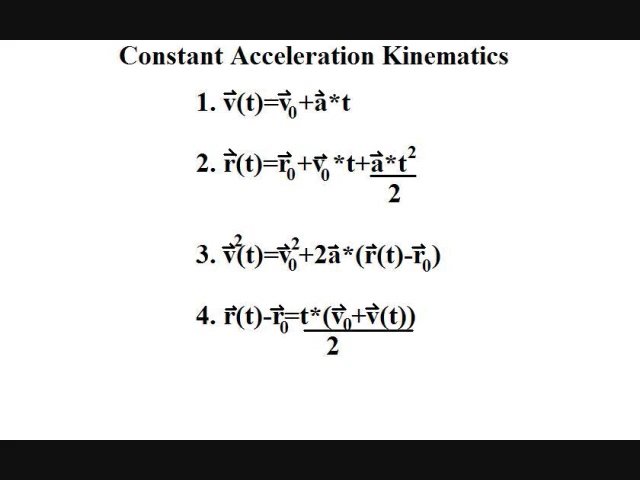 Constant Acceleration Kinematics
1. v⃗(t)=v⃗₀+a⃗*t
2. r⃗(t)=r⃗₀+v⃗₀*t+a⃗*t²
2
3. v⃗²(t)=v⃗₀²+2a⃗*(r⃗(t)-r⃗₀)
4. r⃗(t)-r⃗₀=t*(v⃗₀+v⃗(t))
2